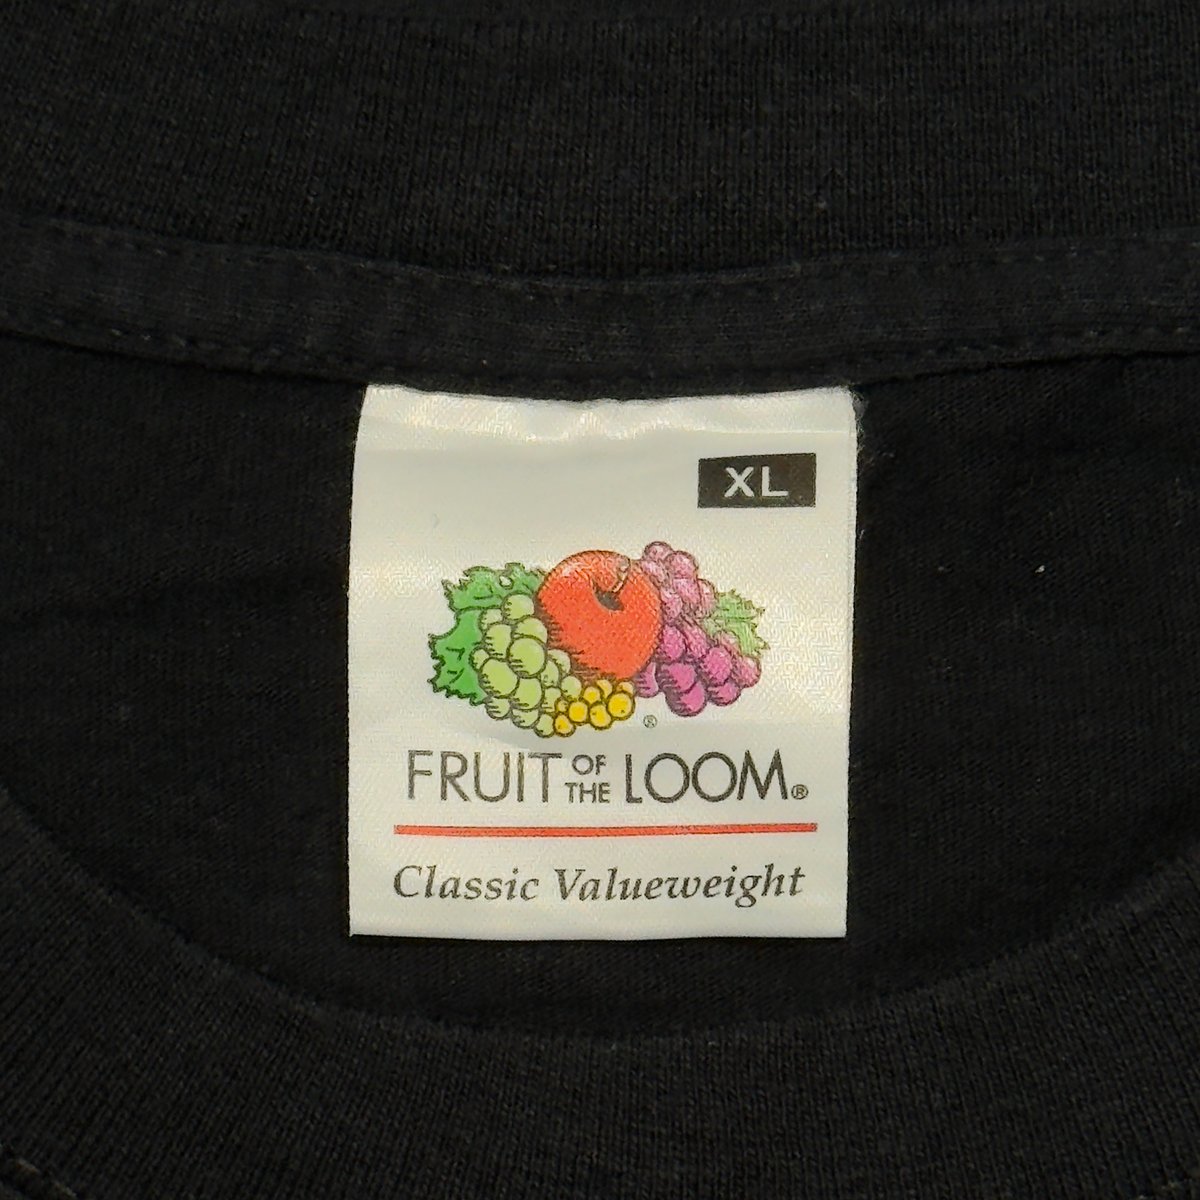 XL
®
FRUIT OF THE LOOM®
Classic Valueweight